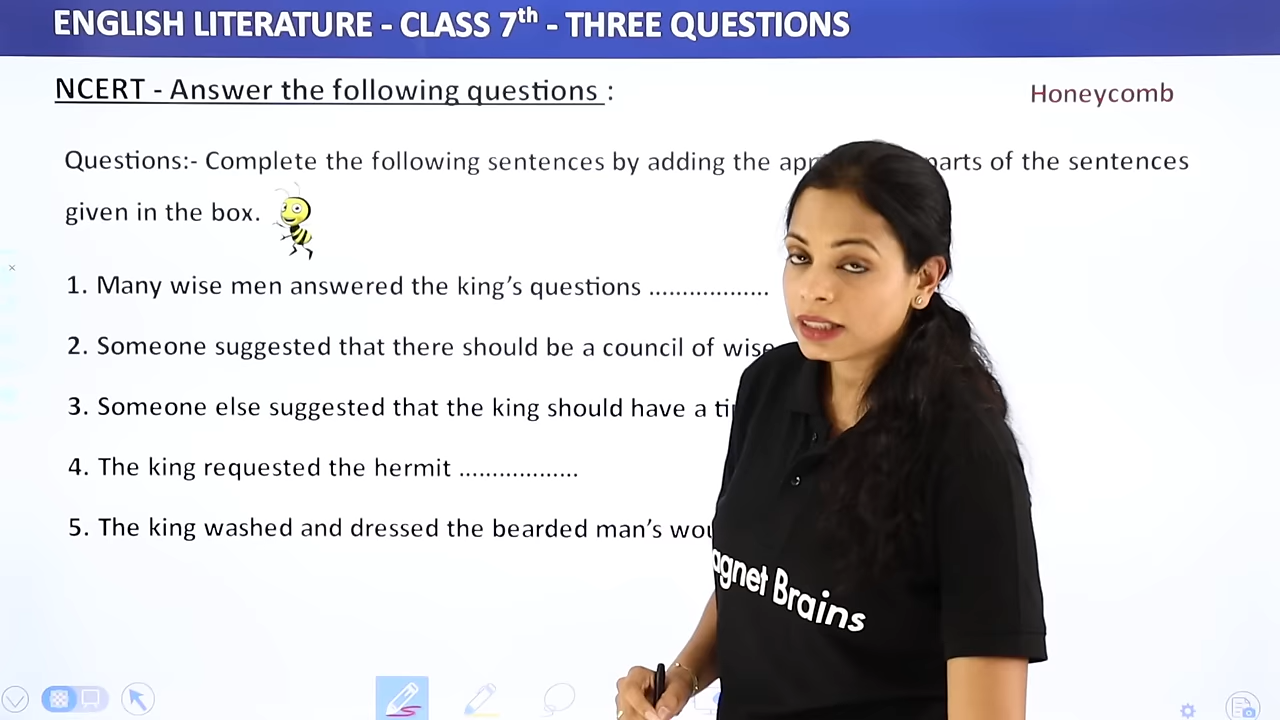 ENGLISH LITERATURE - CLASS 7th - THREE QUESTIONS
NCERT - Answer the following questions :
Honeycomb
Questions:- Complete the following sentences by adding the parts of the sentences
given in the box.
1. Many wise men answered the king’s questions ..................
2. Someone suggested that there should be a council of wise
3. Someone else suggested that the king should have a
4. The king requested the hermit ..................
5. The king washed and dressed the bearded man’s
agnet Brains